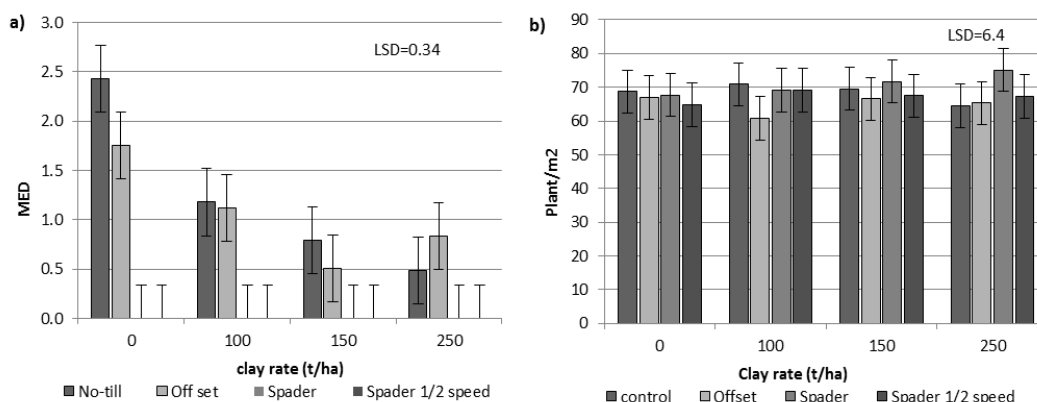 a)
LSD=0.34
MED
3.0
2.5
2.0
1.5
1.0
0.5
0.0
0 100 150 250
clay rate (t/ha)
No-till Off set Spader Spader 1/2 speed
b)
LSD=6.4
Plant/m2
90
80
70
60
50
40
30
20
10
0
0 100 150 250
Clay rate (t/ha)
control Offset Spader Spader 1/2 speed